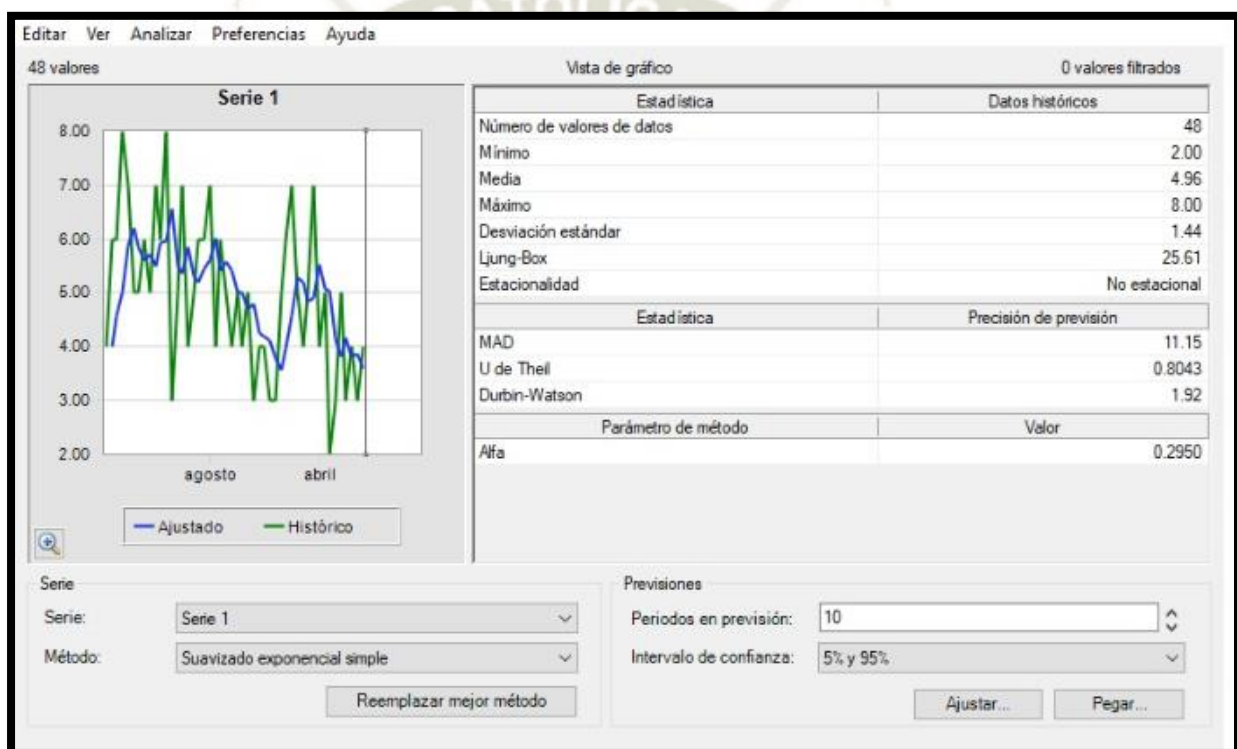 Editar Ver Analizar Preferencias Ayuda
48 valores Vista de gráfico 0 valores filtrados
Serie 1
8.00
7.00
6.00
5.00
4.00
3.00
2.00
agosto abril
Ajustado Histórico
Estadística Datos históricos
Número de valores de datos 48
Mínimo 2.00
Media 4.96
Máximo 8.00
Desviación estándar 1.44
Ljung-Box 25.61
Estacionalidad No estacional
Estadística Precisión de previsión
MAD 11.15
U de Theil 0.8043
Durbin-Watson 1.92
Parámetro de método Valor
Alfa 0.2950
Serie
Serie: Serie 1
Método: Suavizado exponencial simple
Reemplazar mejor método
Previsiones
Periodos en previsión: 10
Intervalo de confianza: 5% y 95%
Ajustar... Pegar...